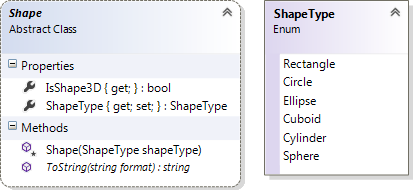 Shape
Abstract Class
Properties
IsShape3D { get; } : bool
ShapeType { get; set; } : ShapeType
Methods
Shape(ShapeType shapeType)
ToString(string format) : string
ShapeType
Enum
Rectangle
Circle
Ellipse
Cuboid
Cylinder
Sphere